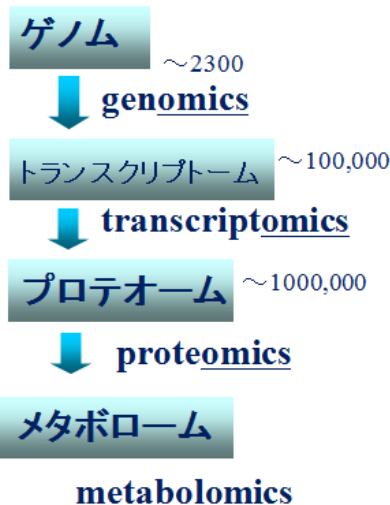 ゲノム
～2300
genomics
トランスクリプトーム
～100,000
transcriptomics
プロテオーム
～1000,000
proteomics
メタボローム
metabolomics